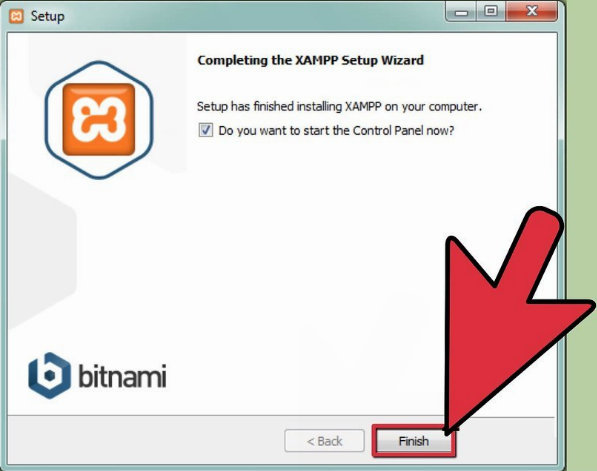 Setup
Completing the XAMPP Setup Wizard
Setup has finished installing XAMPP on your computer.
Do you want to start the Control Panel now?
bitnami
< Back
Finish